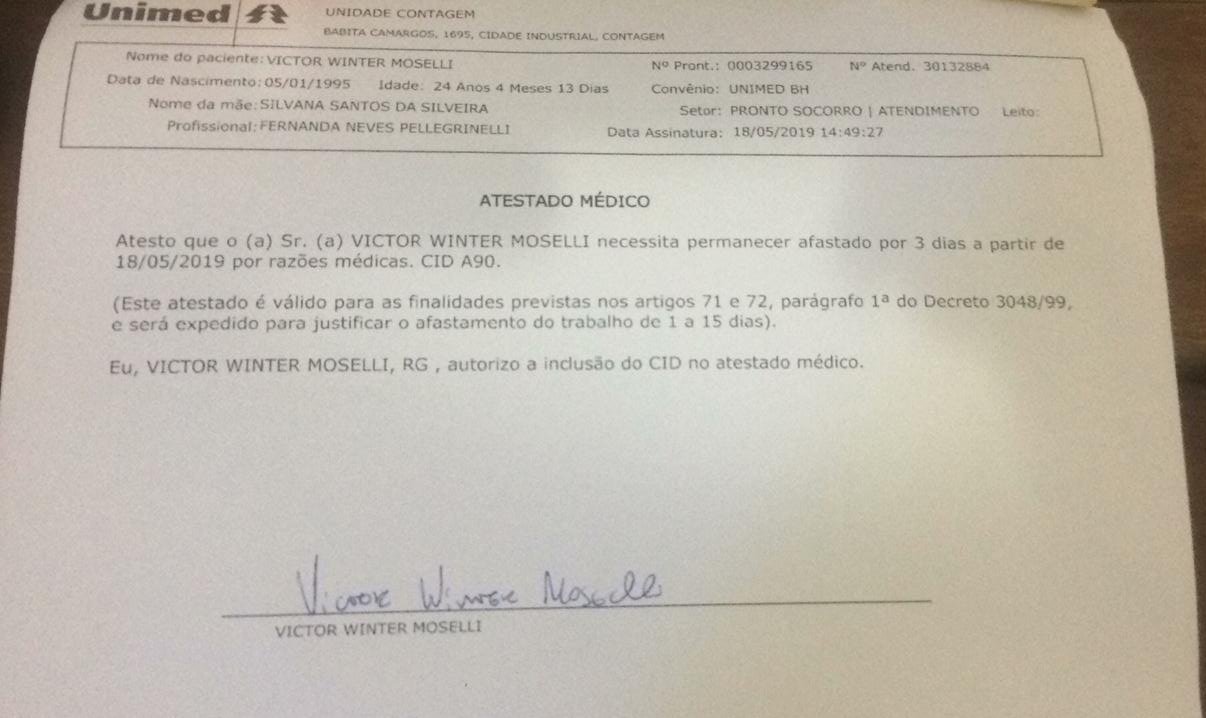 Unimed UNIDADE CONTAGEM
BABITA CAMARGOS, 1695, CIDADE INDUSTRIAL, CONTAGEM
Nome do paciente: VICTOR WINTER MOSELLI Nº Pront.: 0003299165 Nº Atend. 30132884
Data de Nascimento: 05/01/1995 Idade: 24 Anos 4 Meses 13 Dias Convênio: UNIMED BH
Nome da mãe: SILVANA SANTOS DA SILVEIRA Setor: PRONTO SOCORRO | ATENDIMENTO Leito:
Profissional: FERNANDA NEVES PELLEGRINELLI Data Assinatura: 18/05/2019 14:49:27
ATESTADO MÉDICO
Atesto que o (a) Sr. (a) VICTOR WINTER MOSELLI necessita permanecer afastado por 3 dias a partir de
18/05/2019 por razões médicas. CID A90.
(Este atestado é válido para as finalidades previstas nos artigos 71 e 72, parágrafo 1ª do Decreto 3048/99,
e será expedido para justificar o afastamento do trabalho de 1 a 15 dias).
Eu, VICTOR WINTER MOSELLI, RG , autorizo a inclusão do CID no atestado médico.
Victor Winter Moselli
VICTOR WINTER MOSELLI